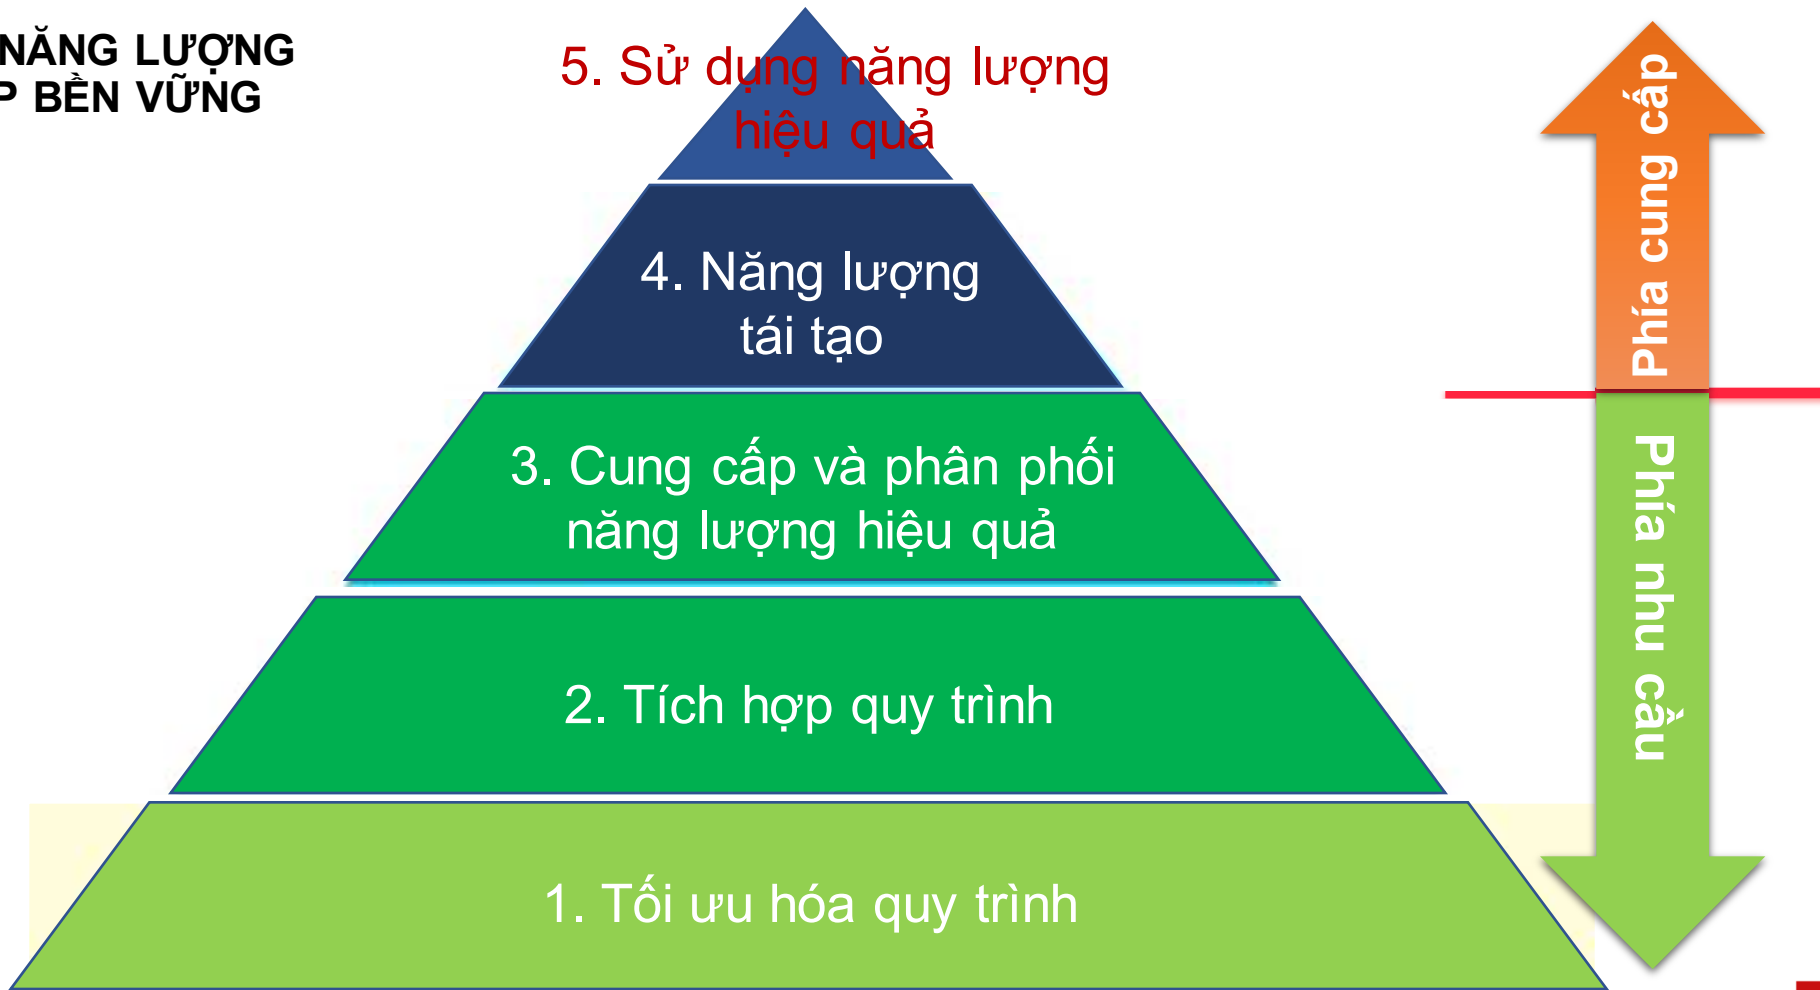 NĂNG LƯỢNG
P BỀN VỮNG
5. Sử dụng năng lượng
hiệu quả
4. Năng lượng
tái tạo
3. Cung cấp và phân phối
năng lượng hiệu quả
2. Tích hợp quy trình
1. Tối ưu hóa quy trình
Phía cung cấp
Phía nhu cầu